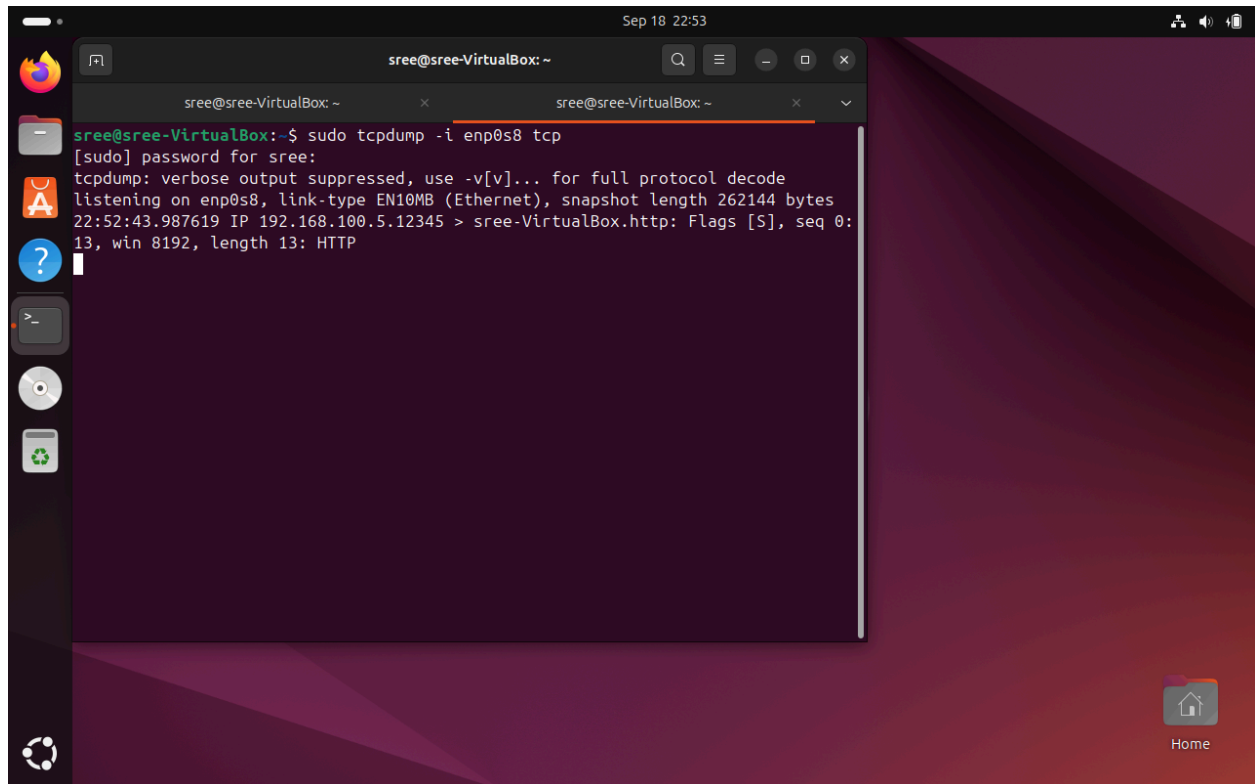 Sep 18 22:53
sree@sree-VirtualBox: ~
sree@sree-VirtualBox: ~
sree@sree-VirtualBox: ~
sree@sree-VirtualBox:~$ sudo tcpdump -i enp0s8 tcp
[sudo] password for sree:
tcpdump: verbose output suppressed, use -v[v]... for full protocol decode
listening on enp0s8, link-type EN10MB (Ethernet), snapshot length 262144 bytes
22:52:43.987619 IP 192.168.100.5.12345 > sree-VirtualBox.http: Flags [S], seq 0:
13, win 8192, length 13: HTTP
Home